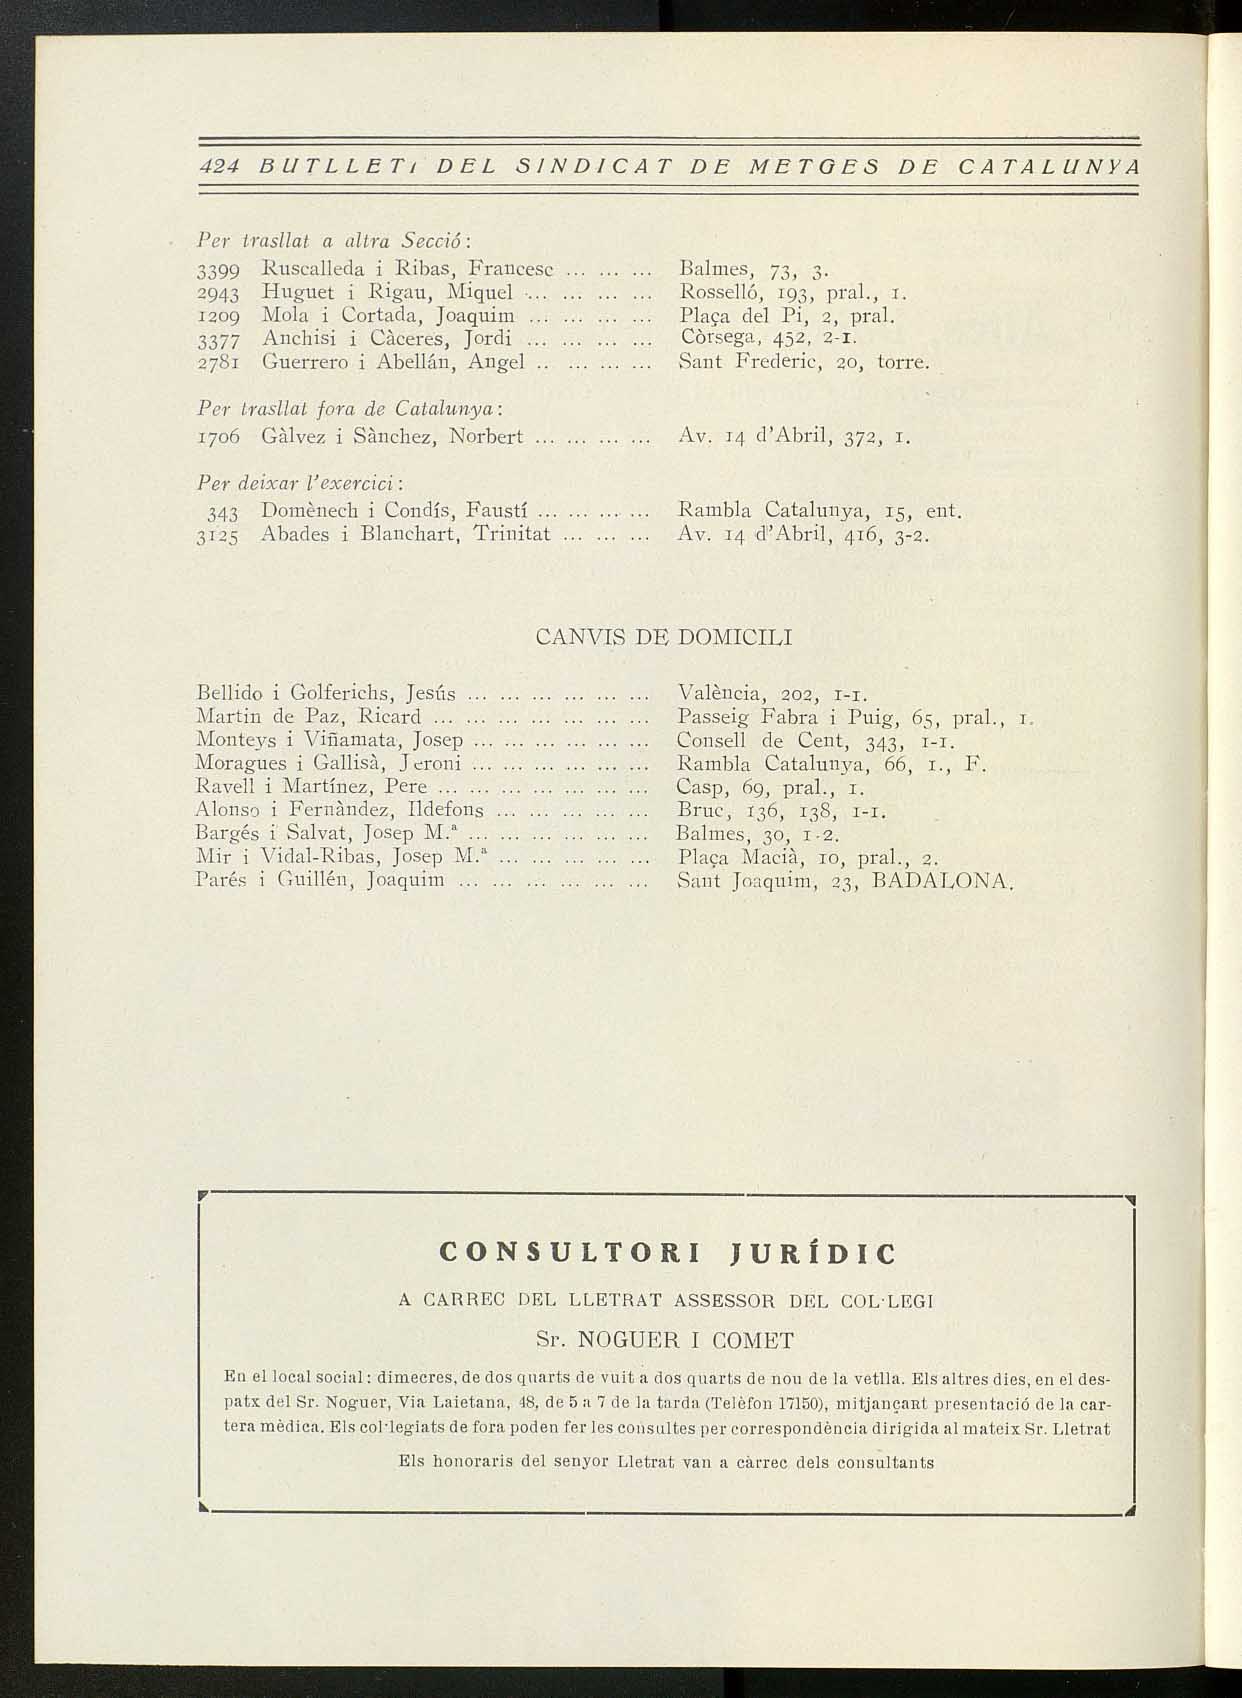 424 BUTLLETí DEL SINDICAT DE METGES DE CATALUNYA
Per trasllat a altra Secció :
3399 Ruscalleda i Ribas, Francesc ... ... ... Balmes, 73, 3.
2943 Huguet i Rigau, Miquel ... ... ... ... Rosselló, 193, pral., 1.
1209 Mola i Cortada, Joaquim ... ... ... ... Plaça del Pi, 2, pral.
3377 Anchisi i Càceres, Jordi ... ... ... ... Còrsega, 452, 2-1.
2781 Guerrero i Abellán, Angel .. ... ... ... Sant Frederic, 20, torre.
Per trasllat fora de Catalunya :
1706 Gàlvez i Sànchez, Norbert ... ... ... ... Av. 14 d'Abril, 372, 1.
Per deixar l'exercici :
343 Domènech i Condís, Faustí ... ... ... ... Rambla Catalunya, 15, ent.
3125 Abades i Blanchart, Trinitat ... ... ... Av. 14 d'Abril, 416, 3-2.
CANVIS DE DOMICILI
Bellido i Golferichs, Jesús ... ... ... ... ... ... València, 202, 1-1.
Martin de Paz, Ricard ... ... ... ... ... ... ... Passeig Fabra i Puig, 65, pral., 1.
Monteys i Viñamata, Josep ... ... ... ... ... ... Consell de Cent, 343, 1-1.
Moragues i Gallisà, Jeroni ... ... ... ... ... ... Rambla Catalunya, 66, 1., F.
Ravell i Martínez, Pere ... ... ... ... ... ... ... Casp, 69, pral., 1.
Alonso i Fernàndez, Ildefons ... ... ... ... ... Bruc, 136, 138, 1-1.
Bargés i Salvat, Josep M.ª ... ... ... ... ... ... Balmes, 30, 1-2.
Mir i Vidal-Ribas, Josep M.ª ... ... ... ... ... Plaça Macià, 10, pral., 2.
Parés i Guillén, Joaquim ... ... ... ... ... ... Sant Joaquim, 23, BADALONA.
CONSULTORI JURÍDIC
A CARREC DEL LLETRAT ASSESSOR DEL COL·LEGI
Sr. NOGUER I COMET
En el local social : dimecres, de dos quarts de vuit a dos quarts de nou de la vetlla. Els altres dies, en el des-
patx del Sr. Noguer, Via Laietana, 48, de 5 a 7 de la tarda (Telèfon 17150), mitjançant presentació de la car-
tera mèdica. Els col·legiats de fora poden fer les consultes per correspondència dirigida al mateix Sr. Lletrat
Els honoraris del senyor Lletrat van a càrrec dels consultants